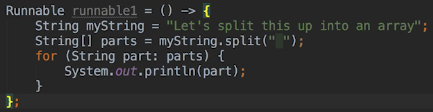 Runnable runnable1 = () -> {
    String myString = "Let's split this up into an array";
    String[] parts = myString.split(" ");
    for (String part: parts) {
        System.out.println(part);
    }
};